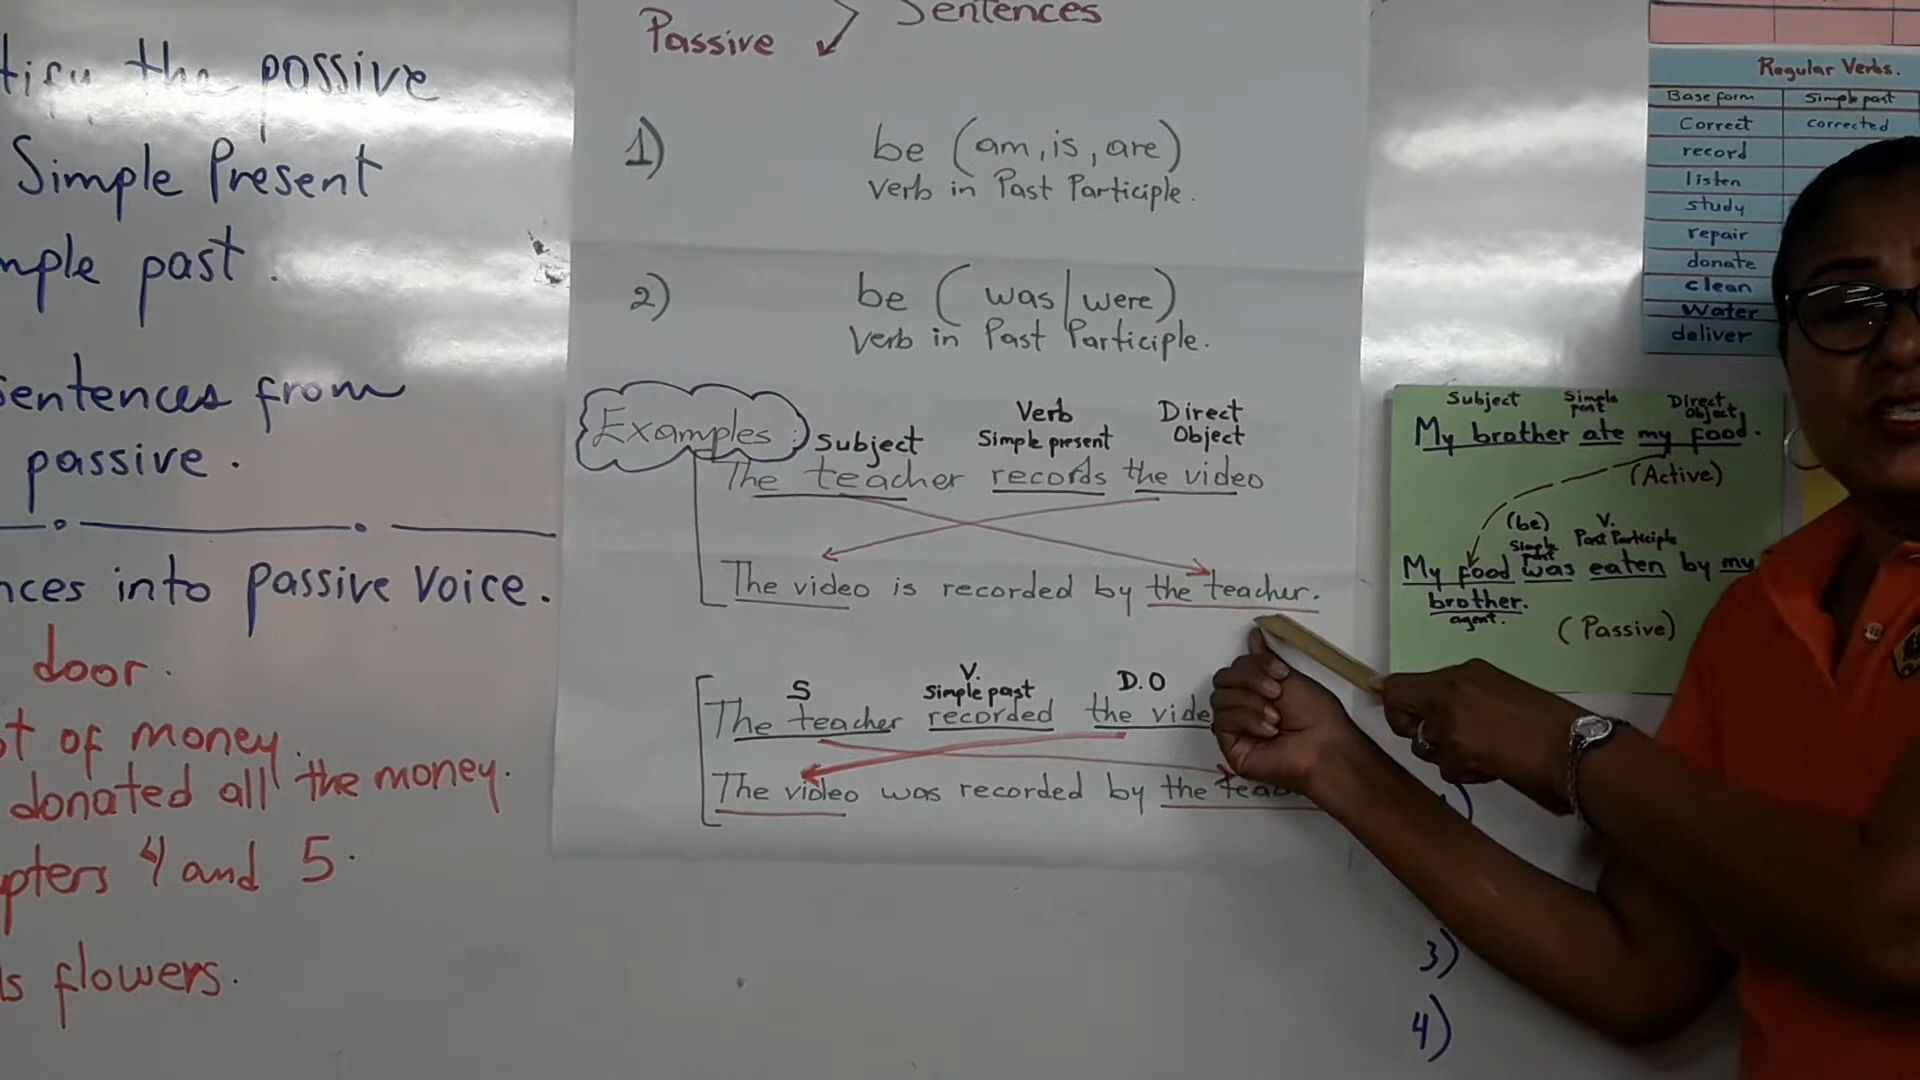 the passive
Simple Present
past.
sentences from
passive.
into passive voice.
door.
of money.
donated all the money.
4 and 5.
flowers.
Sentences
Passive
1) be (am, is, are)
verb in Past Participle.
2) be ( was | were)
Verb in Past Participle.
Examples:
Subject Verb Simple present Direct Object
The teacher records the video
The video is recorded by the teacher.
S V. Simple past D.O
The teacher recorded the
The video was recorded by the
3)
4)
Regular Verbs.
Base form Simple past
Correct corrected
record
listen
study
repair
donate
clean
Water
deliver
Subject Simple past Direct Object
My brother ate my food.
(Active)
(be) Simple past V. Past Participle
My food was eaten by my
brother.
agent.
(Passive)